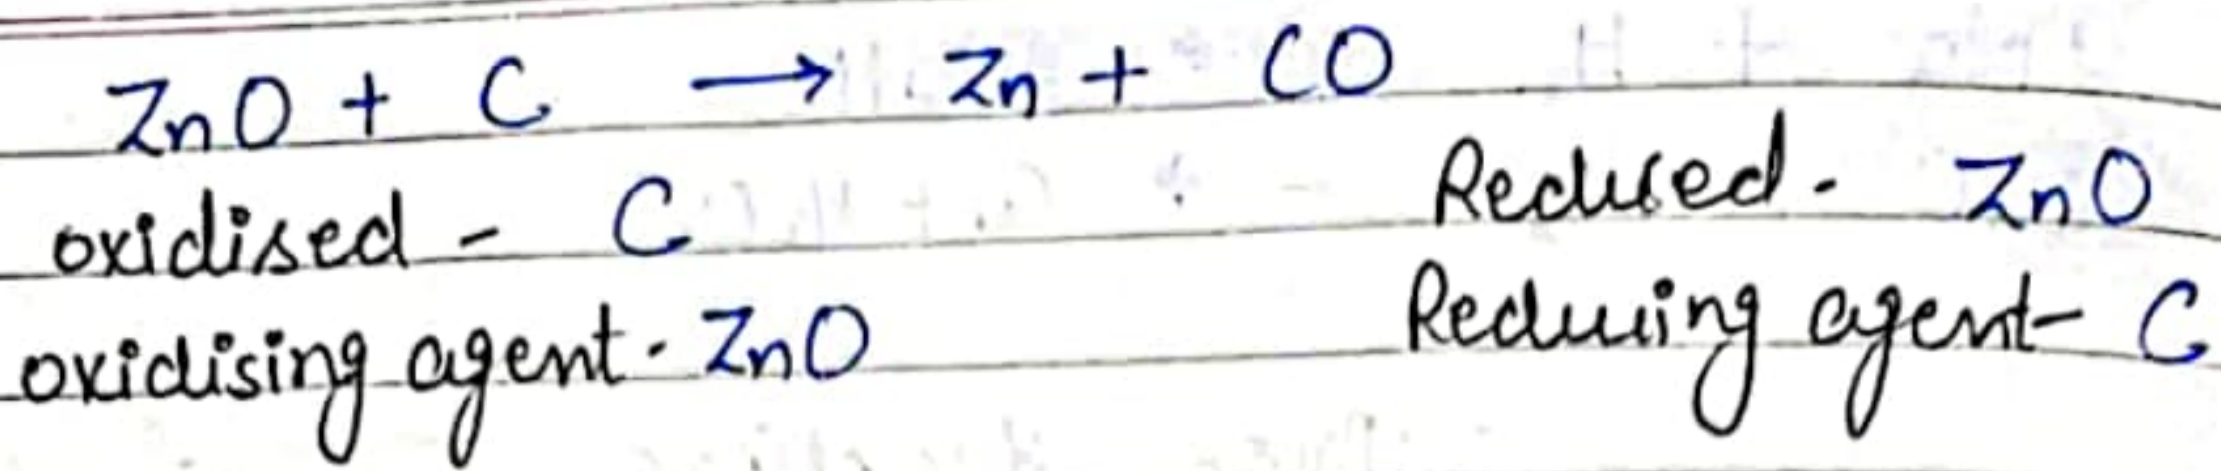 ZnO + C → Zn + CO
oxidised - C Reduced - ZnO
oxidising agent - ZnO Reducing agent - C